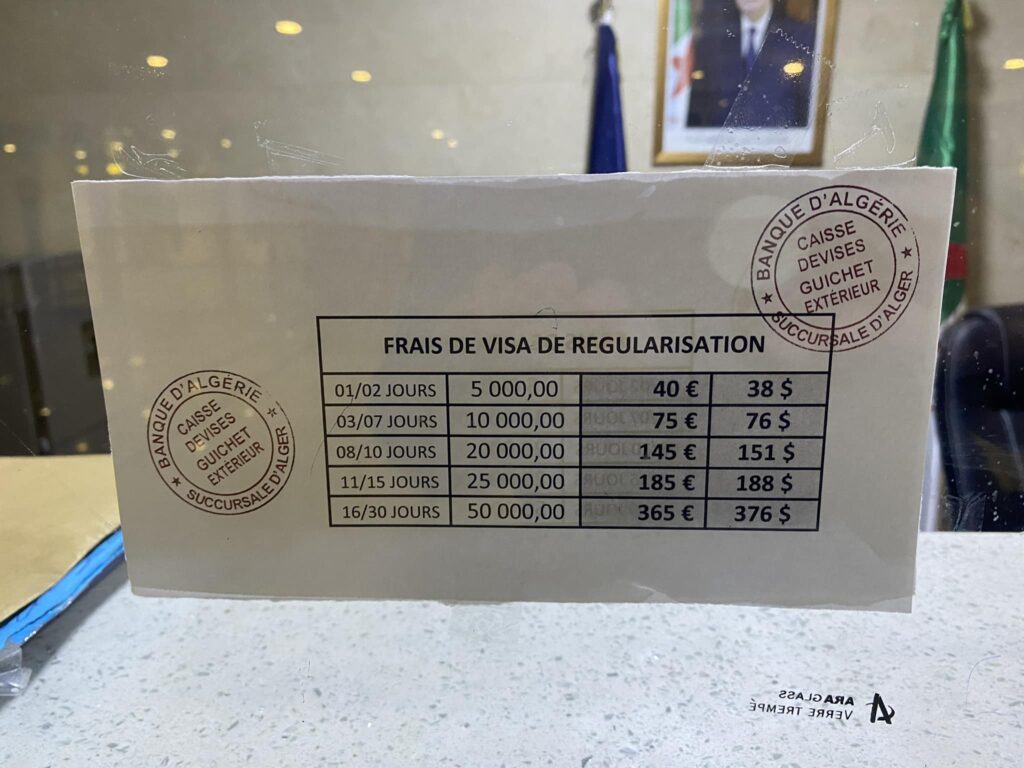 BANQUE D'ALGÉRIE
CAISSE
DEVISES
GUICHET
EXTÉRIEUR
SUCCURSALE D'ALGER
FRAIS DE VISA DE REGULARISATION
01/02 JOURS 5 000,00 40 € 38 $
03/07 JOURS 10 000,00 75 € 76 $
08/10 JOURS 20 000,00 145 € 151 $
11/15 JOURS 25 000,00 185 € 188 $
16/30 JOURS 50 000,00 365 € 376 $
BANQUE D'ALGÉRIE
CAISSE
DEVISES
GUICHET
EXTÉRIEUR
SUCCURSALE D'ALGER
ARAGLASS
VERRE TREMPÉ